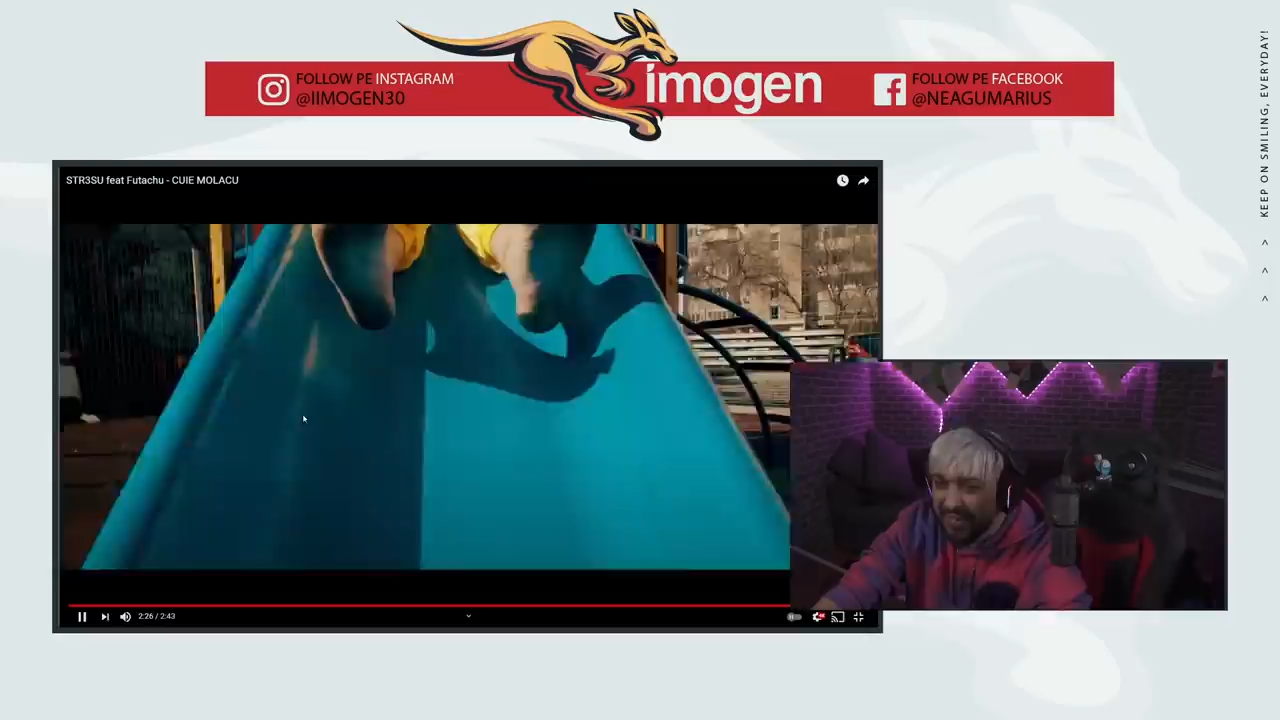 FOLLOW PE INSTAGRAM
@IIMOGEN30
imogen
FOLLOW PE FACEBOOK
@NEAGUMARIUS
KEEP ON SMILING, EVERYDAY!
STR3SU feat Futachu - CUIE MOLACU
2:26 / 2:43